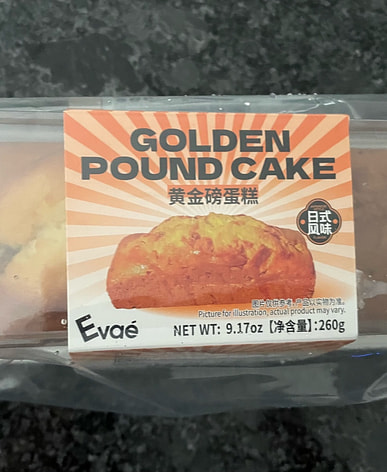 GOLDEN
POUND CAKE
黄金磅蛋糕
日式
风味
图片仅供参考，产品以实物为准。
Picture for illustration, actual product may vary.
Evaé
NET WT: 9.17oz【净含量】:260g